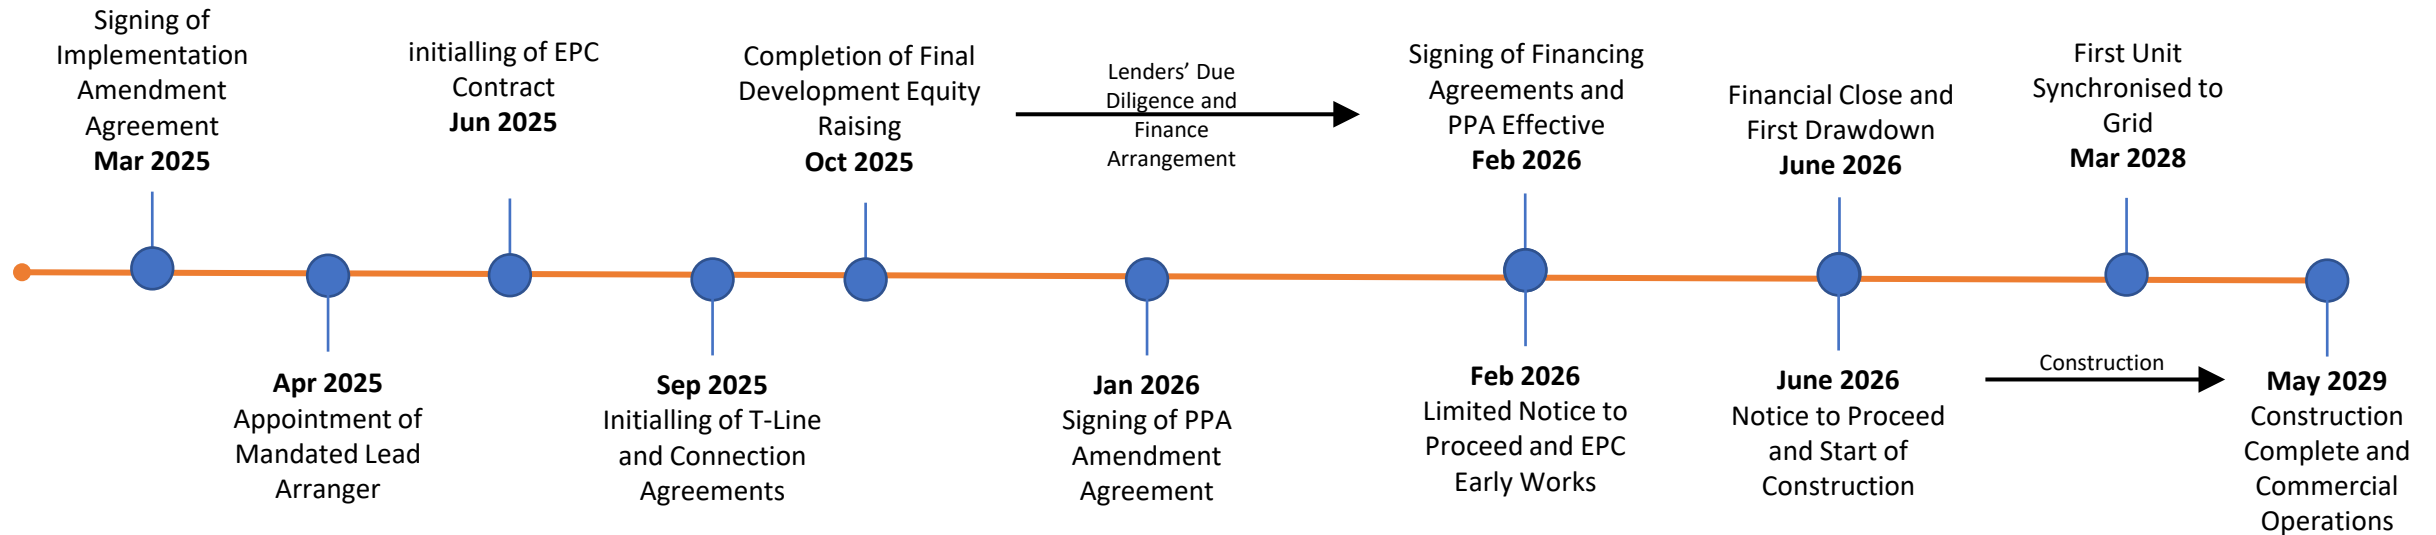 Signing of
Implementation
Amendment
Agreement
Mar 2025
initialling of EPC
Contract
Jun 2025
Completion of Final
Development Equity
Raising
Oct 2025
Lenders’ Due
Diligence and
Finance
Arrangement
Signing of Financing
Agreements and
PPA Effective
Feb 2026
Financial Close and
First Drawdown
June 2026
First Unit
Synchronised to
Grid
Mar 2028
Apr 2025
Appointment of
Mandated Lead
Arranger
Sep 2025
Initialling of T-Line
and Connection
Agreements
Jan 2026
Signing of PPA
Amendment
Agreement
Feb 2026
Limited Notice to
Proceed and EPC
Early Works
June 2026
Notice to Proceed
and Start of
Construction
Construction
May 2029
Construction
Complete and
Commercial
Operations